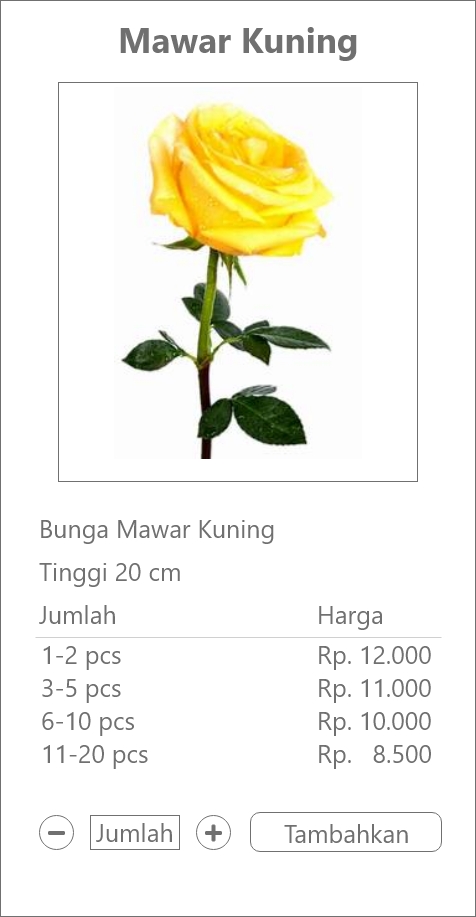 Mawar Kuning
Bunga Mawar Kuning
Tinggi 20 cm
Jumlah Harga
1-2 pcs Rp. 12.000
3-5 pcs Rp. 11.000
6-10 pcs Rp. 10.000
11-20 pcs Rp. 8.500
Jumlah Tambahkan